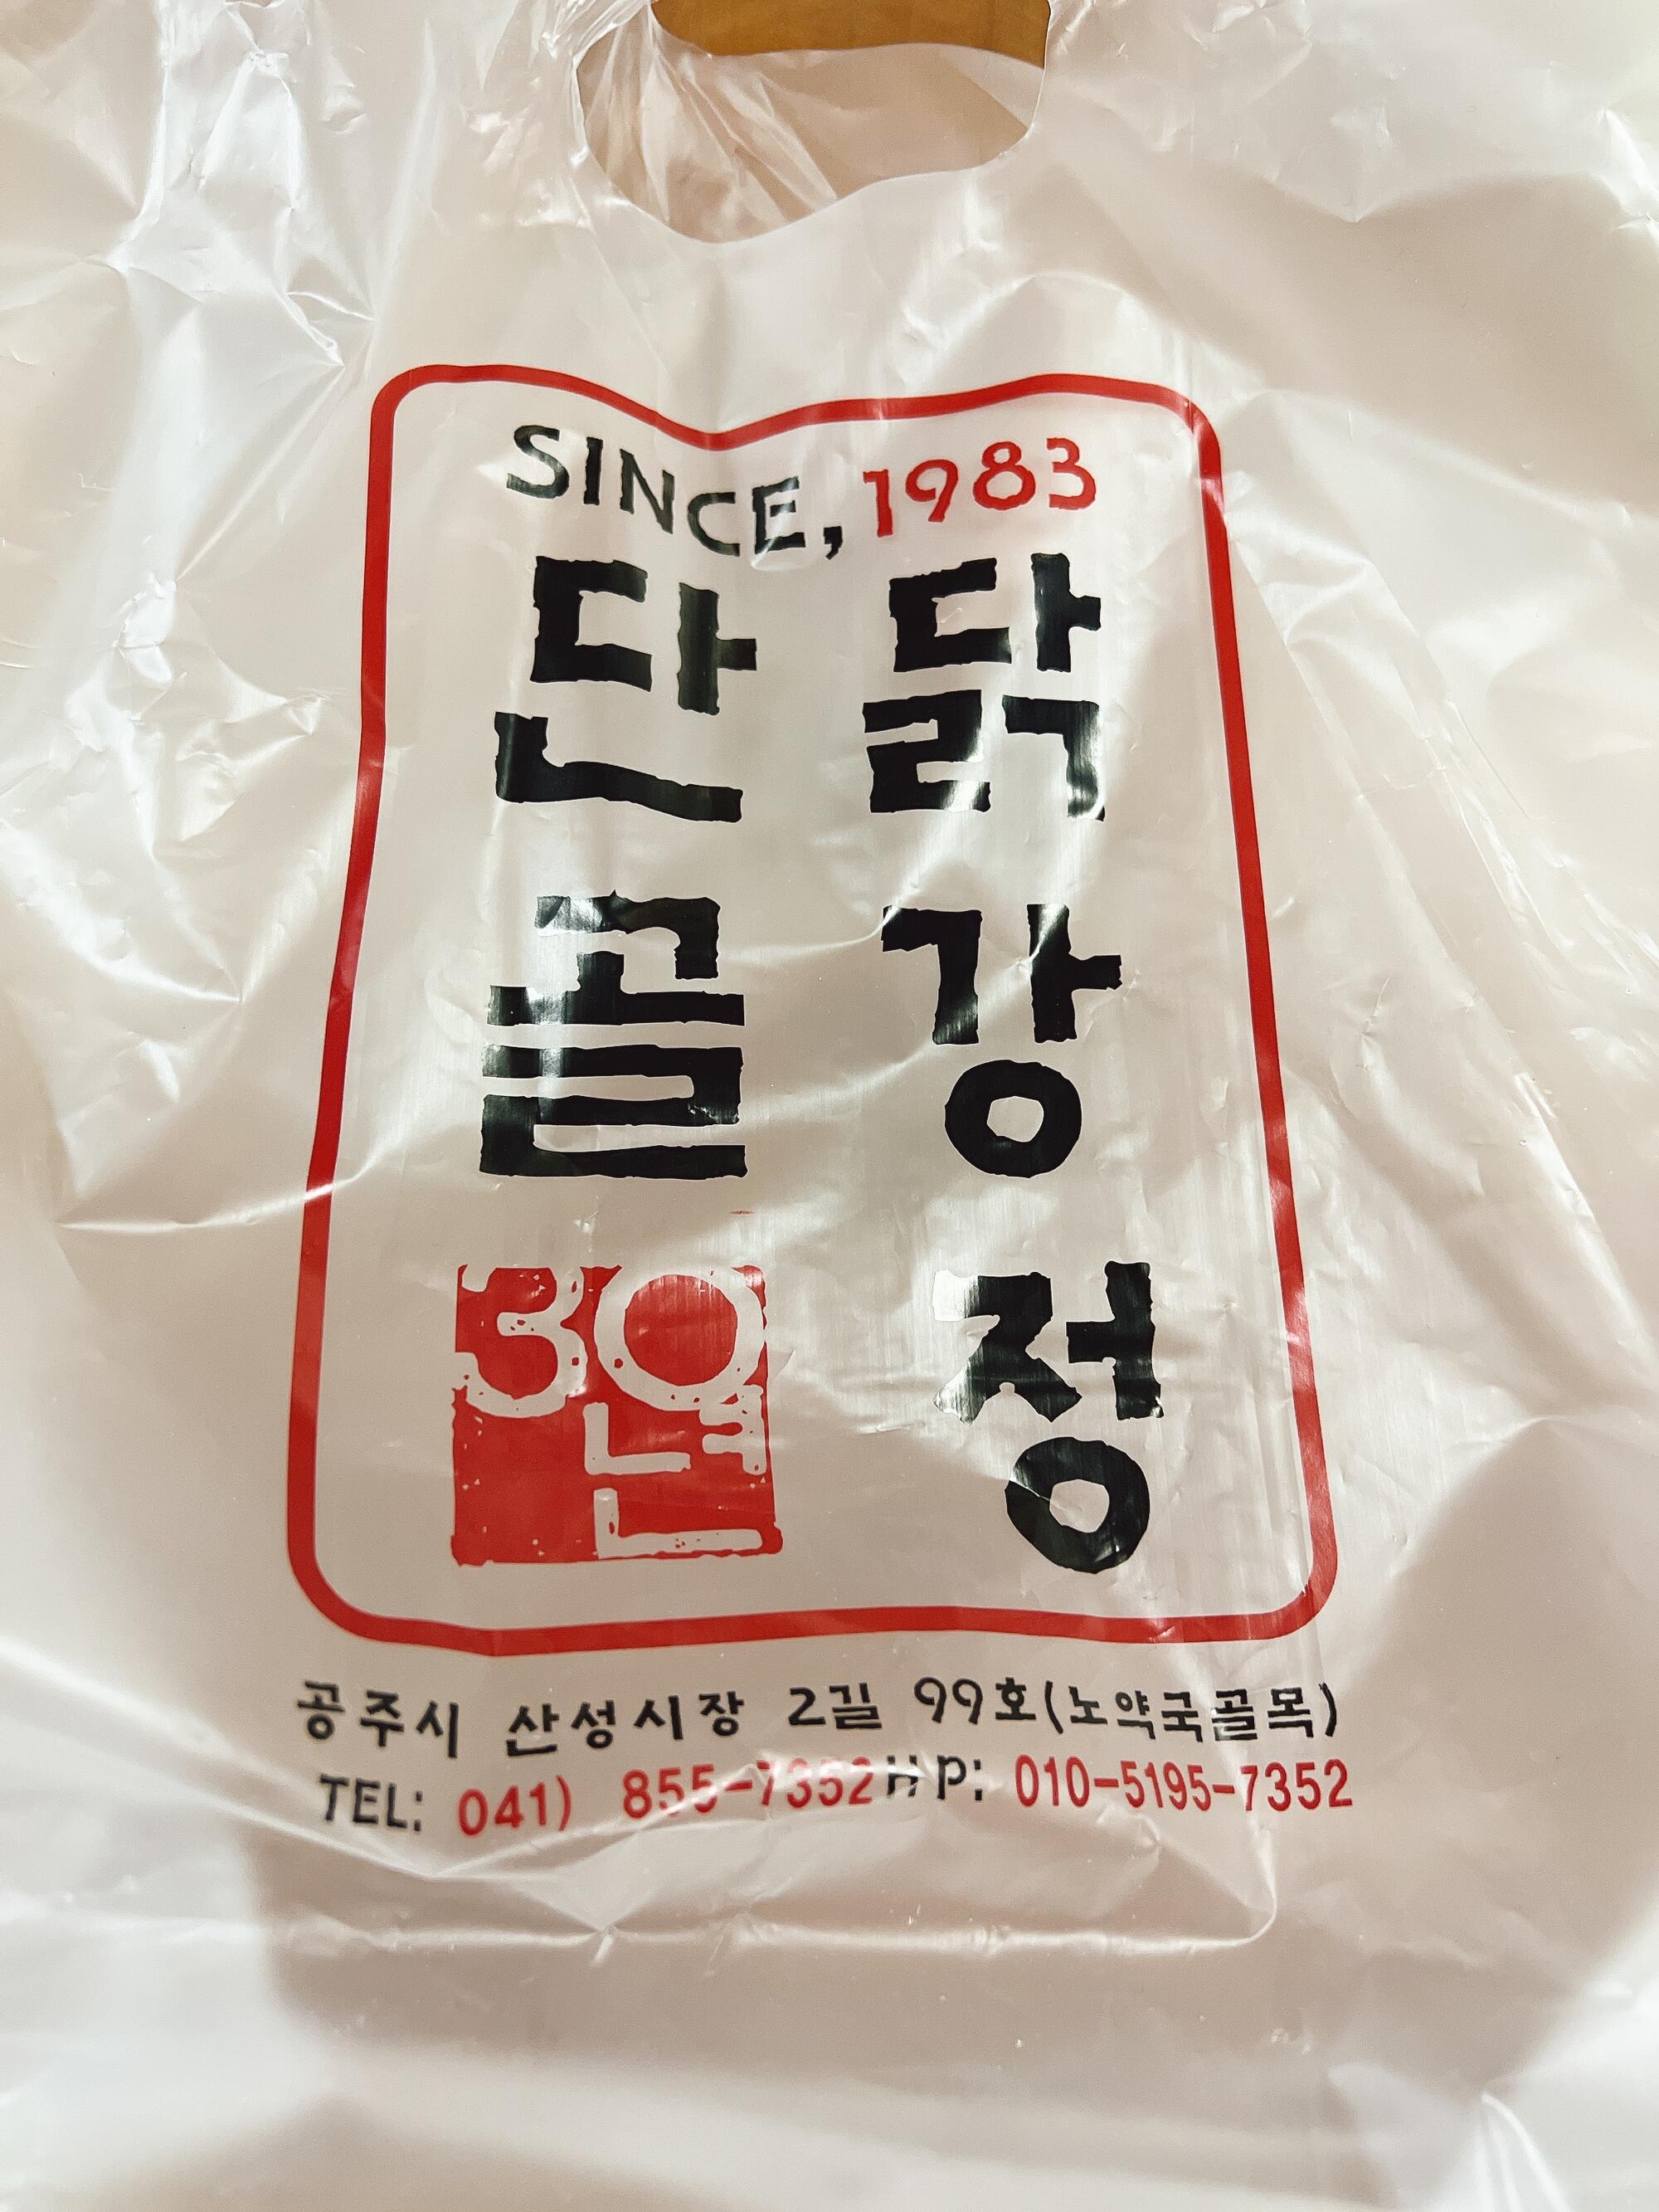 SINCE, 1983
단골
30년
닭강정
공주시 산성시장 2길 99호(노약국골목)
TEL: 041) 855-7352 HP: 010-5195-7352